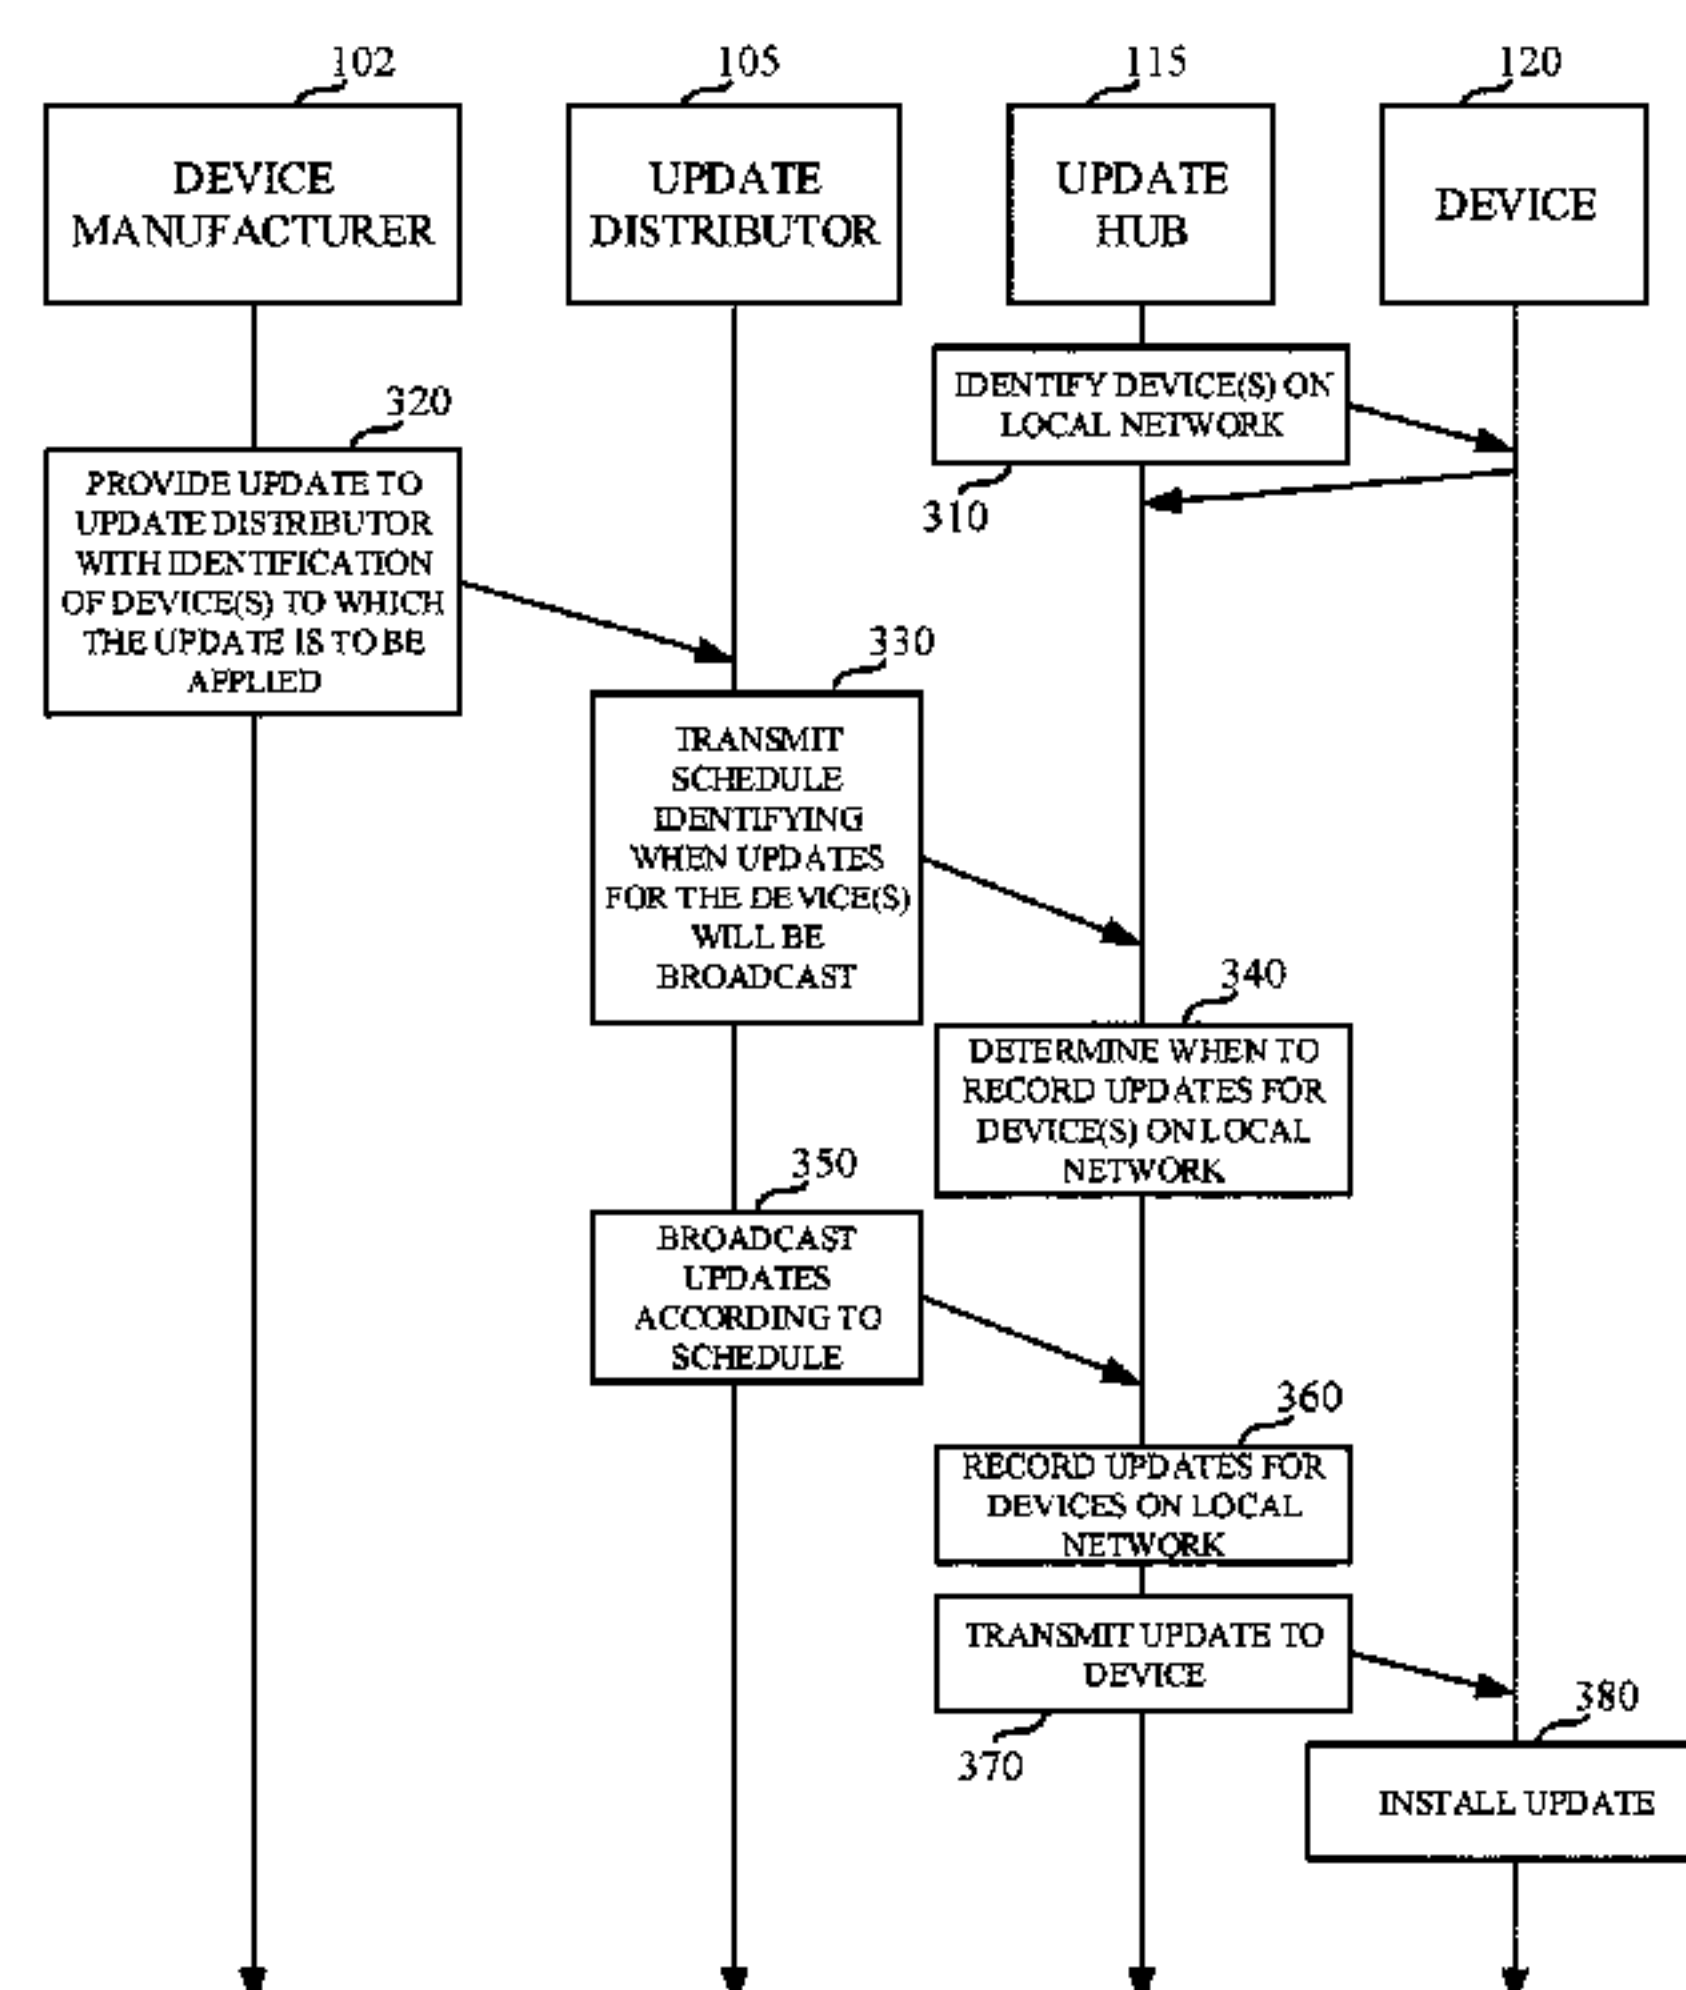 102
105
115
120
DEVICE
MANUFACTURER
UPDATE
DISTRIBUTOR
UPDATE
HUB
DEVICE
IDENTIFY DEVICE(S) ON
LOCAL NETWORK
310
320
PROVIDE UPDATE TO
UPDATE DISTRIBUTOR
WITH IDENTIFICATION
OF DEVICE(S) TO WHICH
THE UPDATE IS TO BE
APPLIED
330
TRANSMIT
SCHEDULE
IDENTIFYING
WHEN UPDATES
FOR THE DEVICE(S)
WILL BE
BROADCAST
340
DETERMINE WHEN TO
RECORD UPDATES FOR
DEVICE(S) ON LOCAL
NETWORK
350
BROADCAST
UPDATES
ACCORDING TO
SCHEDULE
360
RECORD UPDATES FOR
DEVICES ON LOCAL
NETWORK
TRANSMIT UPDATE TO
DEVICE
370
380
INSTALL UPDATE